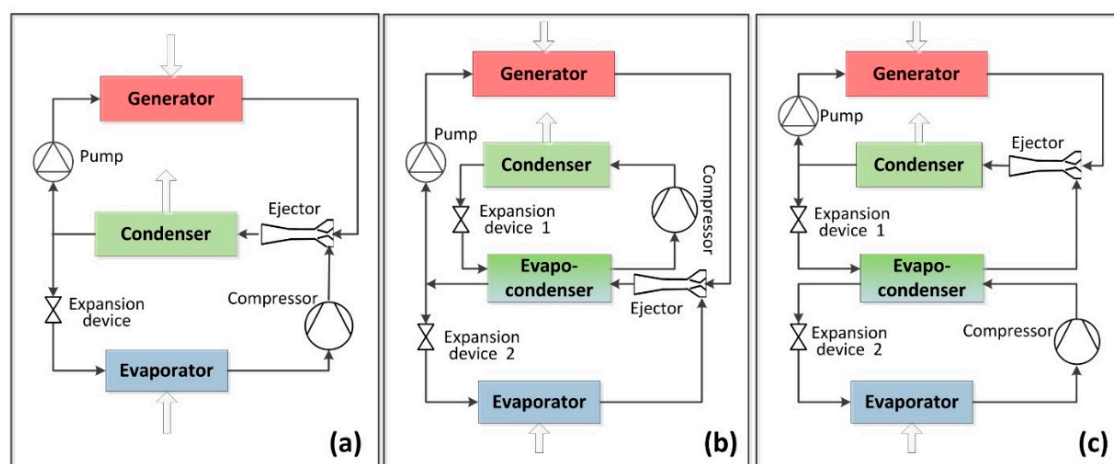 Generator
Pump
Condenser
Ejector
Expansion
device
Compressor
Evaporator
(a)
Generator
Pump
Condenser
Compressor
Expansion
device 1
Evapo-
condenser
Ejector
Expansion
device 2
Evaporator
(b)
Generator
Pump
Ejector
Condenser
Expansion
device 1
Evapo-
condenser
Compressor
Expansion
device 2
Evaporator
(c)